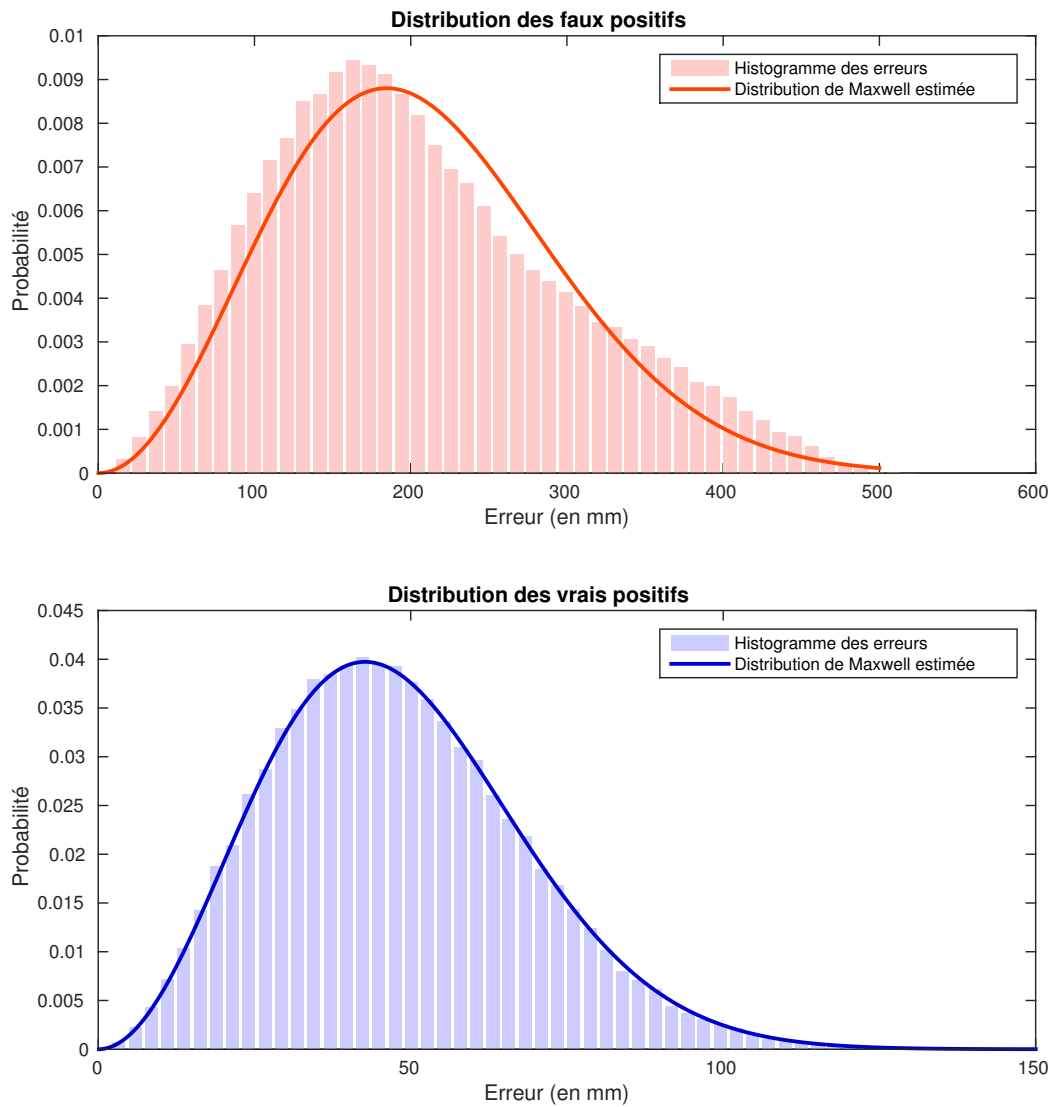 Distribution des faux positifs
0.01
0.009
0.008
0.007
0.006
0.005
0.004
0.003
0.002
0.001
0
Probabilité
Histogramme des erreurs
Distribution de Maxwell estimée
0 100 200 300 400 500 600
Erreur (en mm)
Distribution des vrais positifs
0.045
0.04
0.035
0.03
0.025
0.02
0.015
0.01
0.005
0
Probabilité
Histogramme des erreurs
Distribution de Maxwell estimée
0 50 100 150
Erreur (en mm)